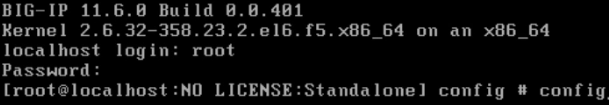 BIG-IP 11.6.0 Build 0.0.401
Kernel 2.6.32-358.23.2.el6.f5.x86_64 on an x86_64
localhost login: root
Password:
[root@localhost:NO LICENSE:Standalone] config # config